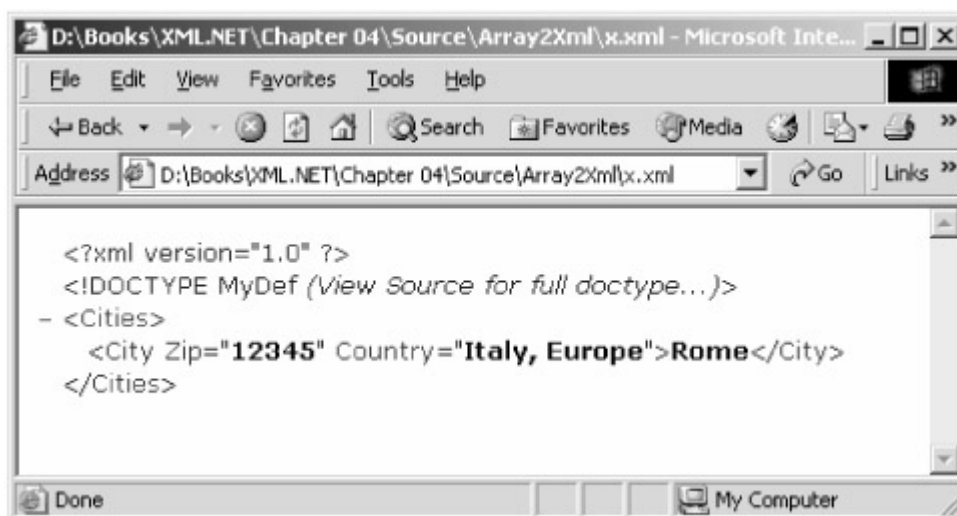 D:\Books\XML.NET\Chapter 04\Source\Array2Xml\x.xml - Microsoft Inte...
File Edit View Favorites Tools Help
Back Search Favorites Media »
Address D:\Books\XML.NET\Chapter 04\Source\Array2Xml\x.xml Go Links »
<?xml version="1.0" ?>
<!DOCTYPE MyDef (View Source for full doctype...)>
- <Cities>
<City Zip="12345" Country="Italy, Europe">Rome</City>
</Cities>
Done My Computer